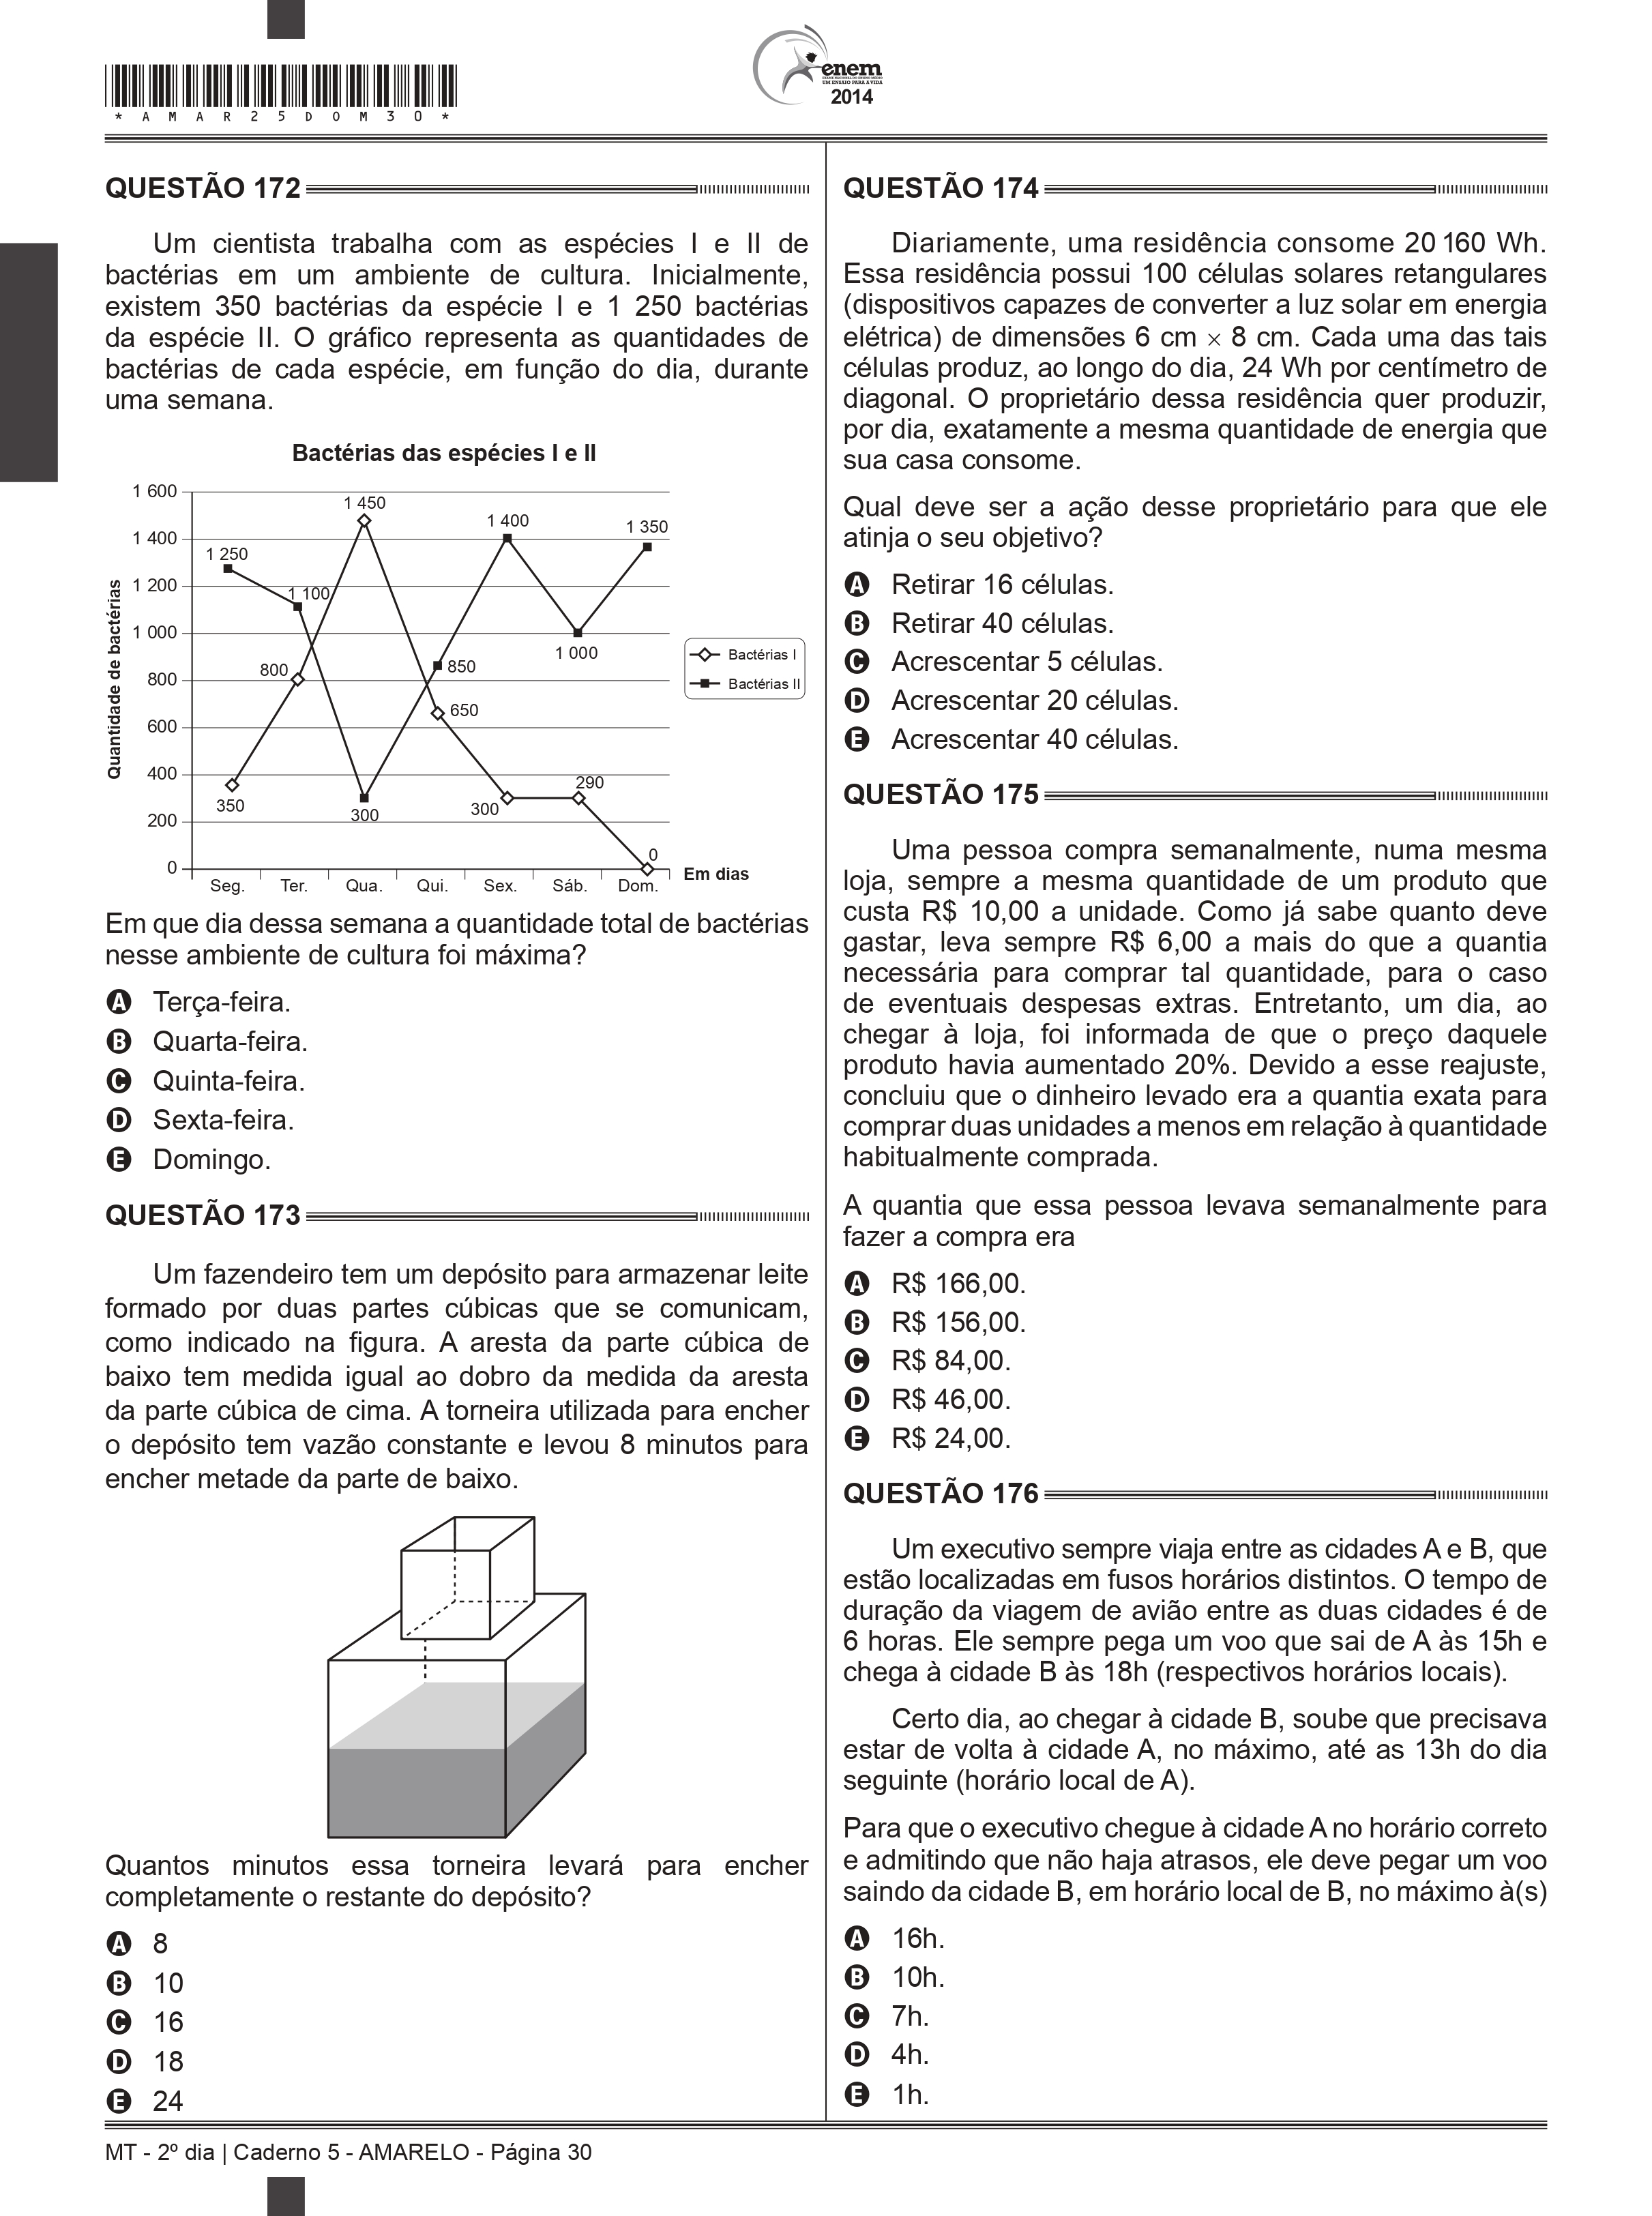 *AMAR25DOM30*
enem
EXAME NACIONAL DO ENSINO MÉDIO
UM ENSAIO PARA A VIDA
2014
QUESTÃO 172
Um cientista trabalha com as espécies I e II de
bactérias em um ambiente de cultura. Inicialmente,
existem 350 bactérias da espécie I e 1 250 bactérias
da espécie II. O gráfico representa as quantidades de
bactérias de cada espécie, em função do dia, durante
uma semana.
Bactérias das espécies I e II
Quantidade de bactérias
1 600
1 400
1 200
1 000
800
600
400
200
0
1 250
1 100
1 450
1 400
1 350
800
850
1 000
650
350
300
300
290
0
Bactérias I
Bactérias II
Seg. Ter. Qua. Qui. Sex. Sáb. Dom.
Em dias
Em que dia dessa semana a quantidade total de bactérias
nesse ambiente de cultura foi máxima?
A Terça-feira.
B Quarta-feira.
C Quinta-feira.
D Sexta-feira.
E Domingo.
QUESTÃO 173
Um fazendeiro tem um depósito para armazenar leite
formado por duas partes cúbicas que se comunicam,
como indicado na figura. A aresta da parte cúbica de
baixo tem medida igual ao dobro da medida da aresta
da parte cúbica de cima. A torneira utilizada para encher
o depósito tem vazão constante e levou 8 minutos para
encher metade da parte de baixo.
Quantos minutos essa torneira levará para encher
completamente o restante do depósito?
A 8
B 10
C 16
D 18
E 24
QUESTÃO 174
Diariamente, uma residência consome 20 160 Wh.
Essa residência possui 100 células solares retangulares
(dispositivos capazes de converter a luz solar em energia
elétrica) de dimensões 6 cm × 8 cm. Cada uma das tais
células produz, ao longo do dia, 24 Wh por centímetro de
diagonal. O proprietário dessa residência quer produzir,
por dia, exatamente a mesma quantidade de energia que
sua casa consome.
Qual deve ser a ação desse proprietário para que ele
atinja o seu objetivo?
A Retirar 16 células.
B Retirar 40 células.
C Acrescentar 5 células.
D Acrescentar 20 células.
E Acrescentar 40 células.
QUESTÃO 175
Uma pessoa compra semanalmente, numa mesma
loja, sempre a mesma quantidade de um produto que
custa R$ 10,00 a unidade. Como já sabe quanto deve
gastar, leva sempre R$ 6,00 a mais do que a quantia
necessária para comprar tal quantidade, para o caso
de eventuais despesas extras. Entretanto, um dia, ao
chegar à loja, foi informada de que o preço daquele
produto havia aumentado 20%. Devido a esse reajuste,
concluiu que o dinheiro levado era a quantia exata para
comprar duas unidades a menos em relação à quantidade
habitualmente comprada.
A quantia que essa pessoa levava semanalmente para
fazer a compra era
A R$ 166,00.
B R$ 156,00.
C R$ 84,00.
D R$ 46,00.
E R$ 24,00.
QUESTÃO 176
Um executivo sempre viaja entre as cidades A e B, que
estão localizadas em fusos horários distintos. O tempo de
duração da viagem de avião entre as duas cidades é de
6 horas. Ele sempre pega um voo que sai de A às 15h e
chega à cidade B às 18h (respectivos horários locais).
Certo dia, ao chegar à cidade B, soube que precisava
estar de volta à cidade A, no máximo, até as 13h do dia
seguinte (horário local de A).
Para que o executivo chegue à cidade A no horário correto
e admitindo que não haja atrasos, ele deve pegar um voo
saindo da cidade B, em horário local de B, no máximo à(s)
A 16h.
B 10h.
C 7h.
D 4h.
E 1h.
MT - 2º dia | Caderno 5 - AMARELO - Página 30